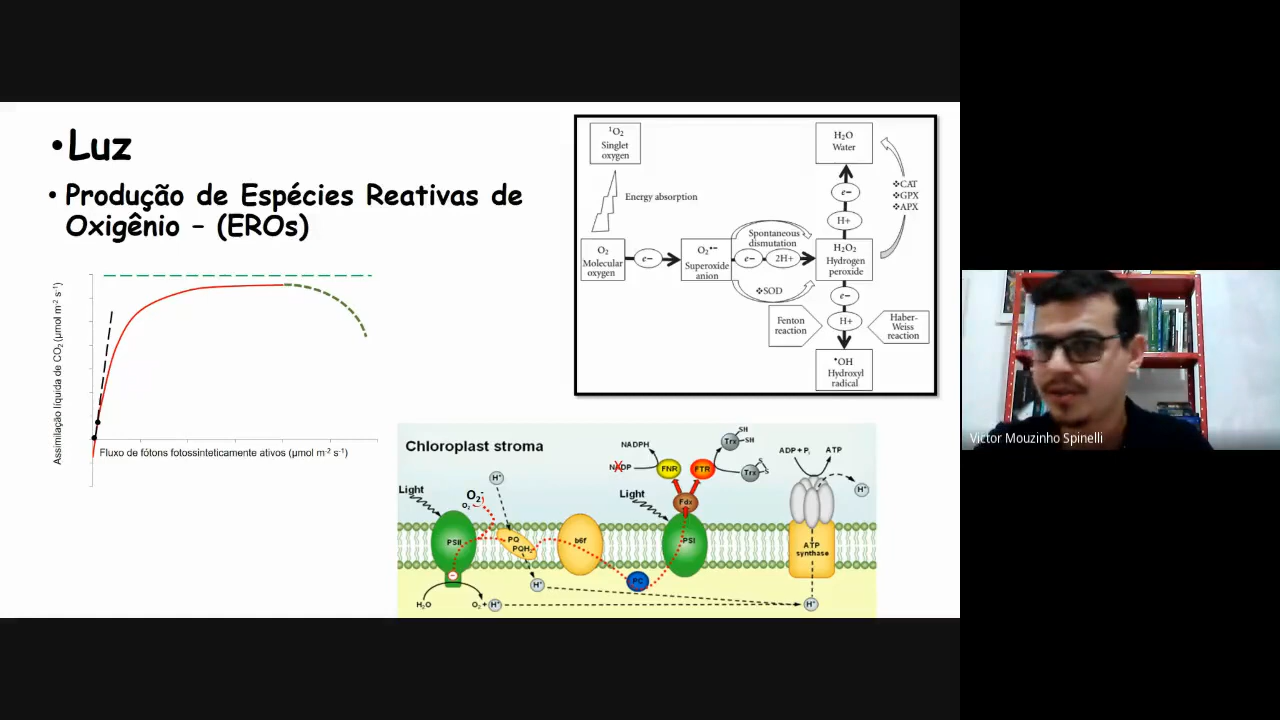 •Luz
• Produção de Espécies Reativas de
Oxigênio – (EROs)
Assimilação líquida de CO2 (µmol m-2 s-1)
Fluxo de fótons fotossinteticamente ativos (µmol m-2 s-1)
1O2
Singlet
oxygen
Energy absorption
O2
Molecular
oxygen
e−
O2•−
Superoxide
anion
Spontaneous
dismutation
e−
2H+
❖SOD
H2O
Water
e−
H+
❖CAT
❖GPX
❖APX
H2O2
Hydrogen
peroxide
e−
Fenton
reaction
H+
Haber-
Weiss
reaction
•OH
Hydroxyl
radical
Chloroplast stroma
Light
O2-
O2
H+
PSII
PQ
PQH2
b6f
PC
Light
NADPH
NADP
FNR
FTR
Fdx
PSI
Trx
SH
SH
Trx
S
S
ADP + Pi
ATP
H+
ATP
synthase
H2O
O2 + H+
H+
H+
Victor Mouzinho Spinelli